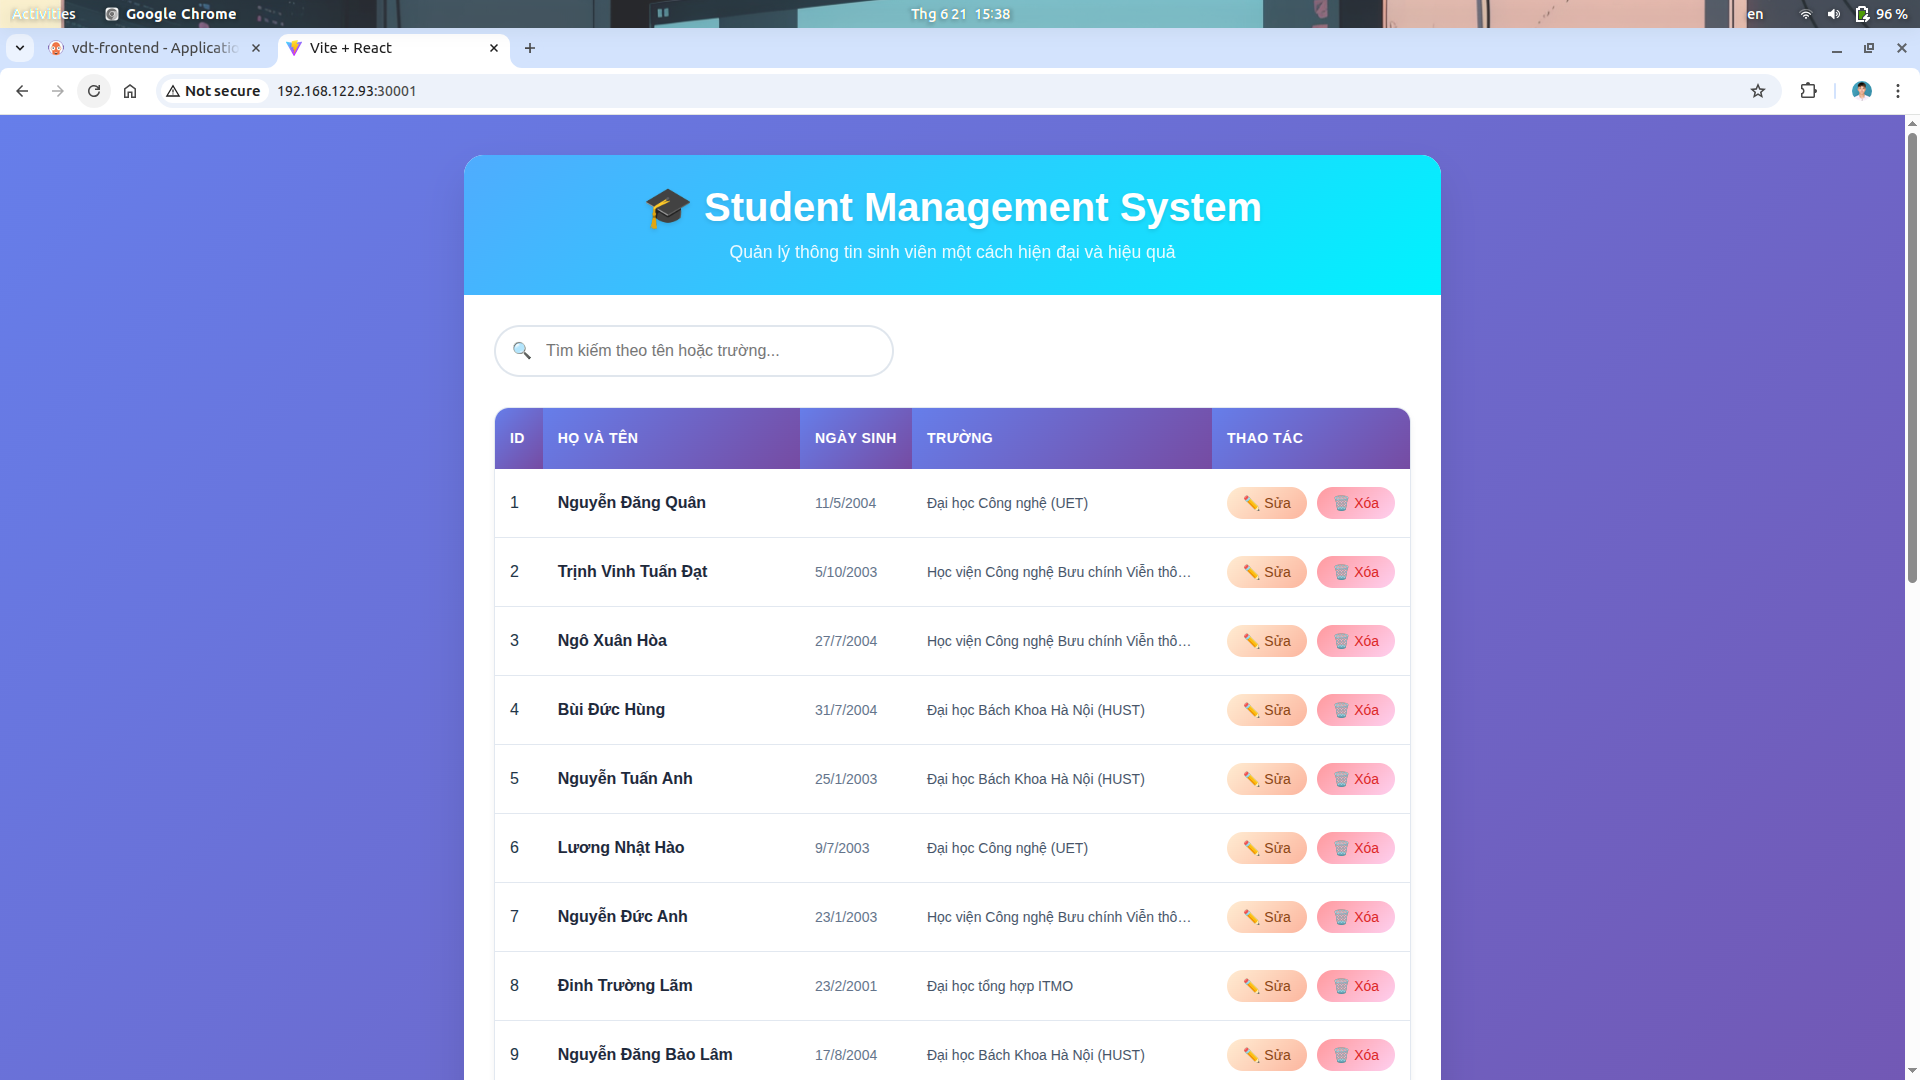 Activities
Google Chrome
Thg 6 21 15:38
en
96 %
vdt-frontend - Applicatio
Vite + React
Not secure
192.168.122.93:30001
Student Management System
Quản lý thông tin sinh viên một cách hiện đại và hiệu quả
Tìm kiếm theo tên hoặc trường...
ID HỌ VÀ TÊN NGÀY SINH TRƯỜNG THAO TÁC
1 Nguyễn Đăng Quân 11/5/2004 Đại học Công nghệ (UET) Sửa Xóa
2 Trịnh Vinh Tuấn Đạt 5/10/2003 Học viện Công nghệ Bưu chính Viễn thô... Sửa Xóa
3 Ngô Xuân Hòa 27/7/2004 Học viện Công nghệ Bưu chính Viễn thô... Sửa Xóa
4 Bùi Đức Hùng 31/7/2004 Đại học Bách Khoa Hà Nội (HUST) Sửa Xóa
5 Nguyễn Tuấn Anh 25/1/2003 Đại học Bách Khoa Hà Nội (HUST) Sửa Xóa
6 Lương Nhật Hào 9/7/2003 Đại học Công nghệ (UET) Sửa Xóa
7 Nguyễn Đức Anh 23/1/2003 Học viện Công nghệ Bưu chính Viễn thô... Sửa Xóa
8 Đinh Trường Lãm 23/2/2001 Đại học tổng hợp ITMO Sửa Xóa
9 Nguyễn Đăng Bảo Lâm 17/8/2004 Đại học Bách Khoa Hà Nội (HUST) Sửa Xóa